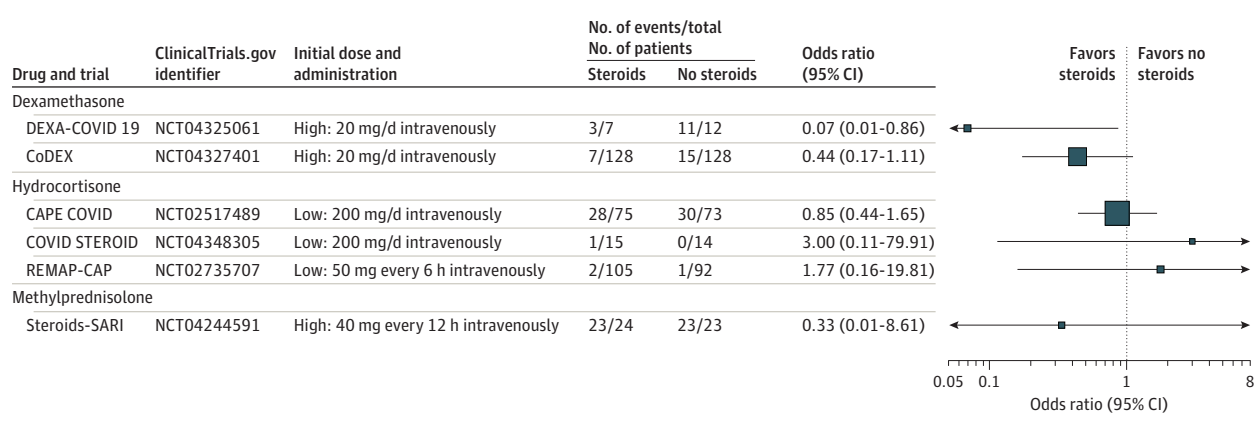 No. of events/total
No. of patients
Drug and trial ClinicalTrials.gov identifier Initial dose and administration Steroids No steroids Odds ratio (95% CI) Favors steroids Favors no steroids
Dexamethasone
DEXA-COVID 19 NCT04325061 High: 20 mg/d intravenously 3/7 11/12 0.07 (0.01-0.86)
CoDEX NCT04327401 High: 20 mg/d intravenously 7/128 15/128 0.44 (0.17-1.11)
Hydrocortisone
CAPE COVID NCT02517489 Low: 200 mg/d intravenously 28/75 30/73 0.85 (0.44-1.65)
COVID STEROID NCT04348305 Low: 200 mg/d intravenously 1/15 0/14 3.00 (0.11-79.91)
REMAP-CAP NCT02735707 Low: 50 mg every 6 h intravenously 2/105 1/92 1.77 (0.16-19.81)
Methylprednisolone
Steroids-SARI NCT04244591 High: 40 mg every 12 h intravenously 23/24 23/23 0.33 (0.01-8.61)
0.05 0.1 1 8
Odds ratio (95% CI)